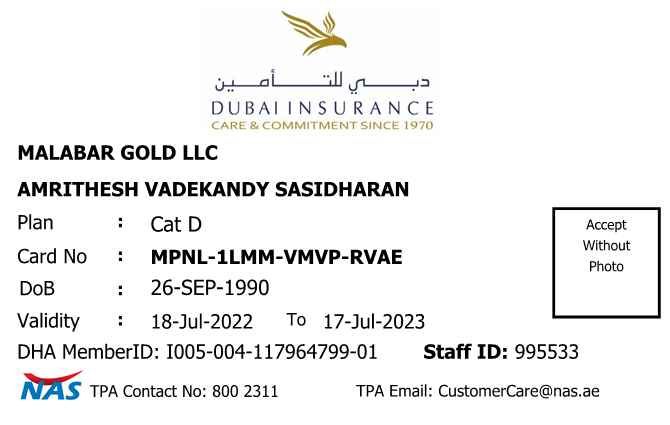 دبـــي للتـــــأمـــين
DUBAI INSURANCE
CARE & COMMITMENT SINCE 1970
MALABAR GOLD LLC
AMRITHESH VADEKANDY SASIDHARAN
Plan : Cat D
Card No : MPNL-1LMM-VMVP-RVAE
DoB : 26-SEP-1990
Validity : 18-Jul-2022 To 17-Jul-2023
Accept
Without
Photo
DHA MemberID: I005-004-117964799-01 Staff ID: 995533
NAS TPA Contact No: 800 2311 TPA Email: CustomerCare@nas.ae